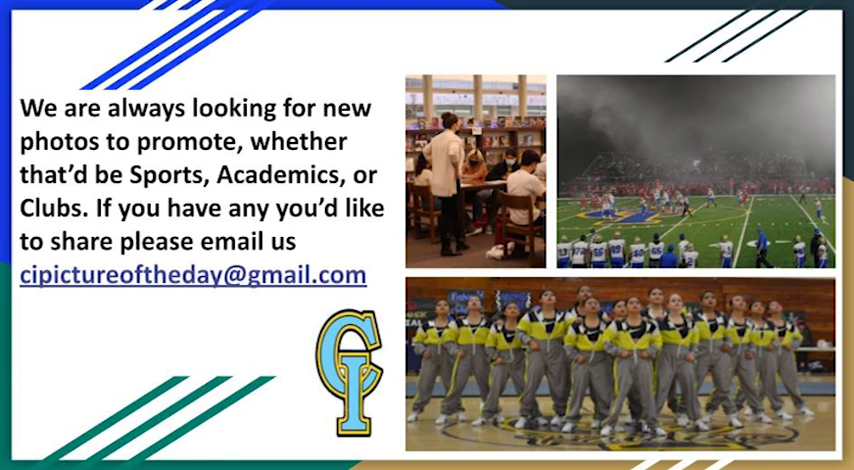 We are always looking for new
photos to promote, whether
that’d be Sports, Academics, or
Clubs. If you have any you’d like
to share please email us
cipictureoftheday@gmail.com
CI